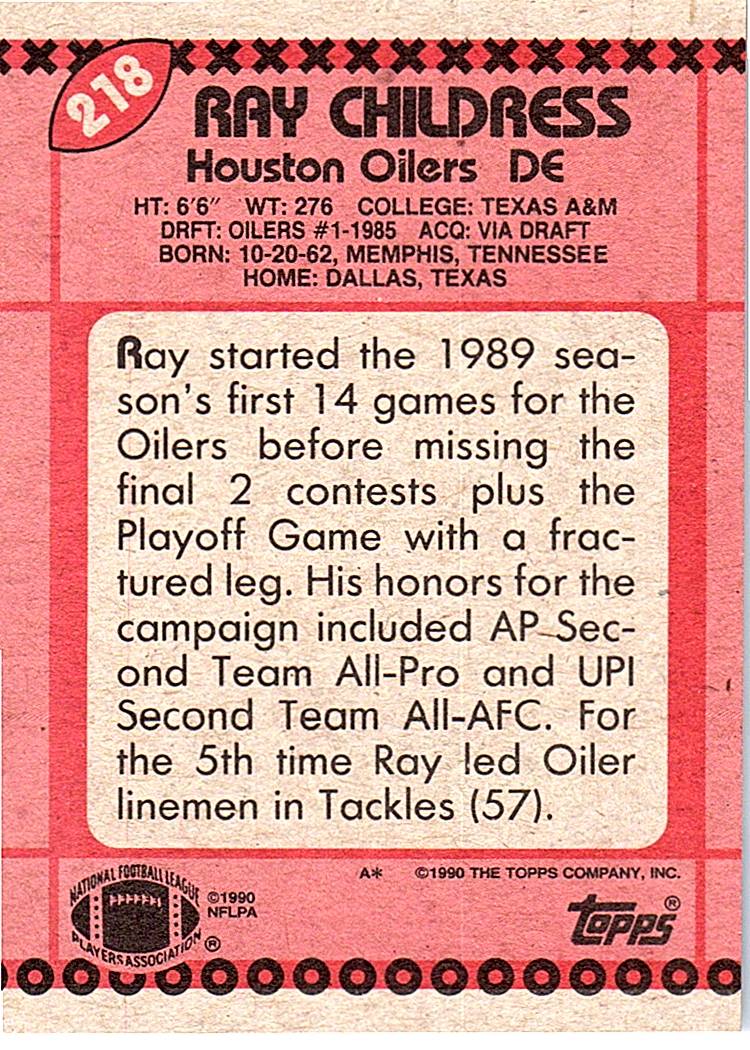 218
RAY CHILDRESS
Houston Oilers DE
HT: 6'6" WT: 276 COLLEGE: TEXAS A&M
DRFT: OILERS #1-1985 ACQ: VIA DRAFT
BORN: 10-20-62, MEMPHIS, TENNESSEE
HOME: DALLAS, TEXAS
Ray started the 1989 sea-
son's first 14 games for the
Oilers before missing the
final 2 contests plus the
Playoff Game with a frac-
tured leg. His honors for the
campaign included AP Sec-
ond Team All-Pro and UPI
Second Team All-AFC. For
the 5th time Ray led Oiler
linemen in Tackles (57).
A* ©1990 THE TOPPS COMPANY, INC.
NATIONAL FOOTBALL LEAGUE
PLAYERS ASSOCIATION ®
©1990
NFLPA
topps®